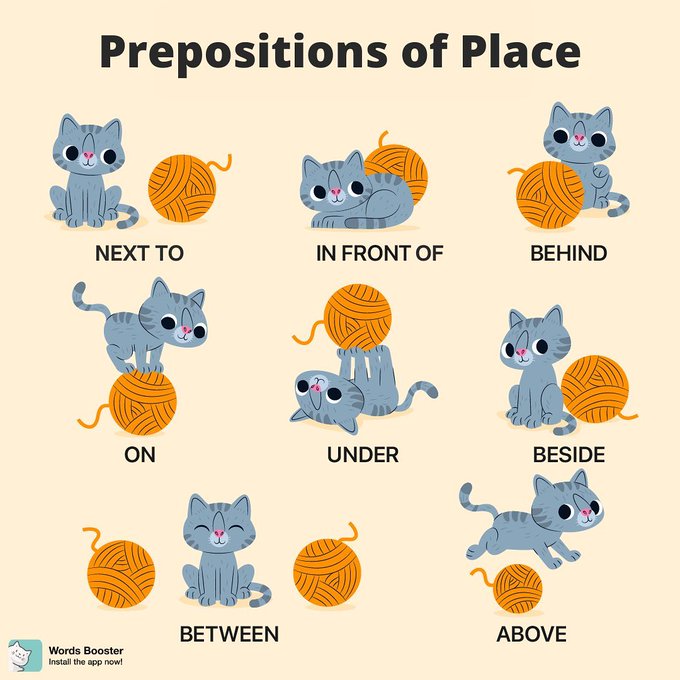 Prepositions of Place
NEXT TO
IN FRONT OF
BEHIND
ON
UNDER
BESIDE
BETWEEN
ABOVE
Words Booster
Install the app now!